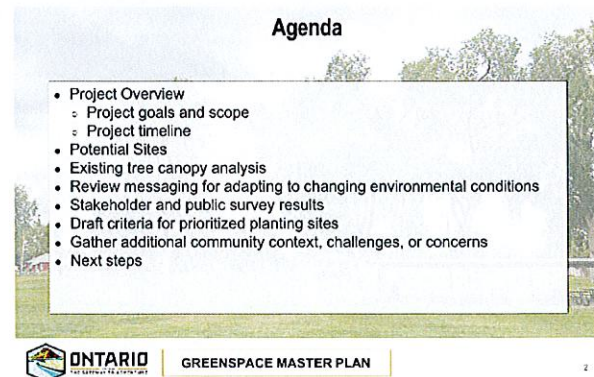 Agenda
• Project Overview
◦ Project goals and scope
◦ Project timeline
• Potential Sites
• Existing tree canopy analysis
• Review messaging for adapting to changing environmental conditions
• Stakeholder and public survey results
• Draft criteria for prioritized planting sites
• Gather additional community context, challenges, or concerns
• Next steps
ONTARIO
GREENSPACE MASTER PLAN
2